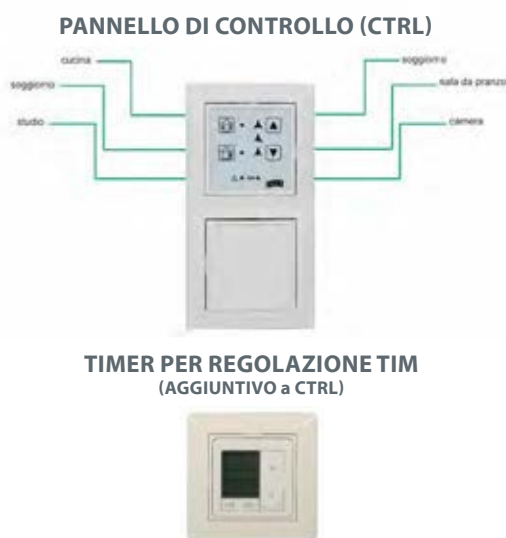 PANNELLO DI CONTROLLO (CTRL)
cucina
soggiorno
soggiorno
sala da pranzo
studio
camera
TIMER PER REGOLAZIONE TIM
(AGGIUNTIVO a CTRL)